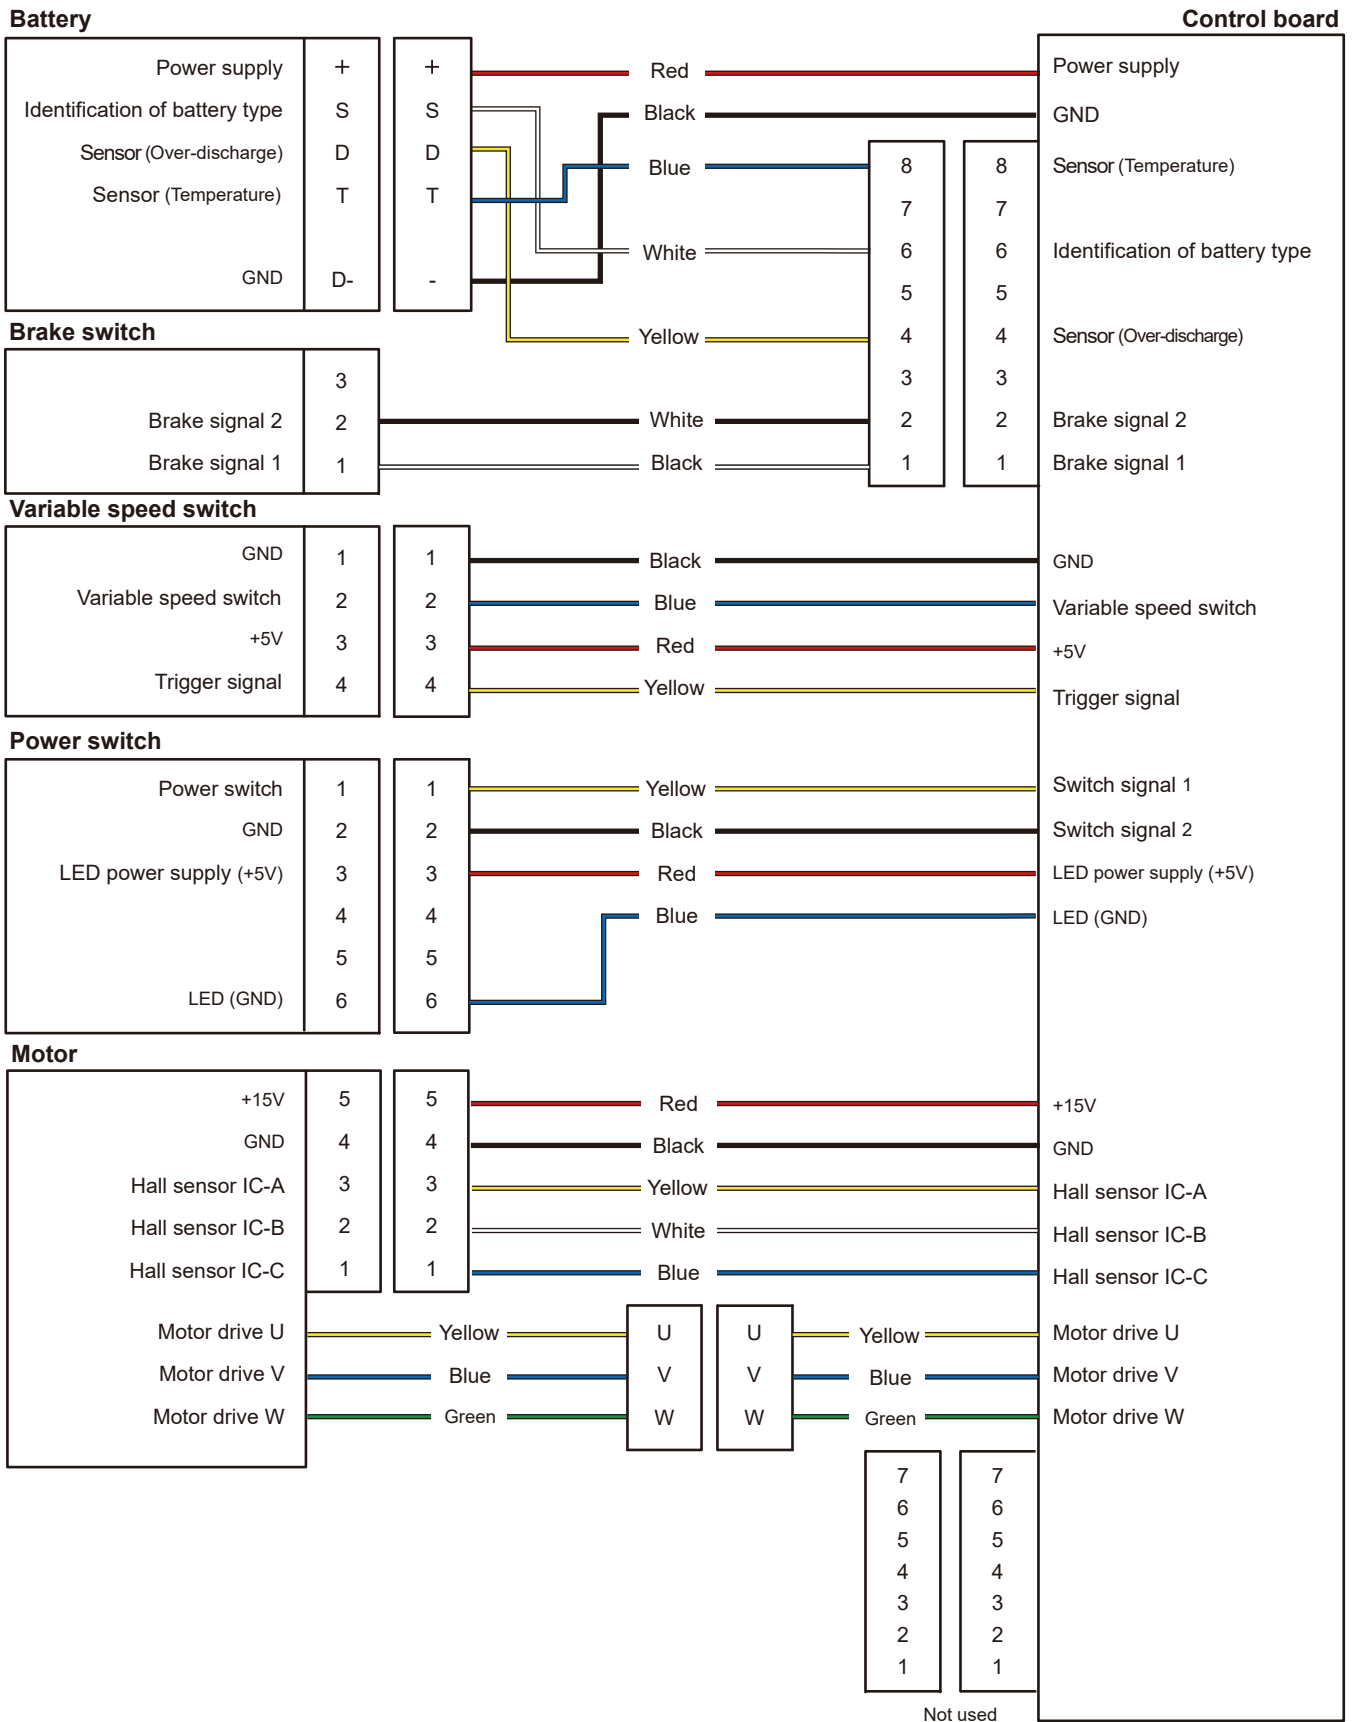 Battery Control board
Power supply + + Red Power supply
Identification of battery type S S Black GND
Sensor (Over-discharge) D D Blue 8 8 Sensor (Temperature)
Sensor (Temperature) T T 7 7
White 6 6 Identification of battery type
GND D- - 5 5
Yellow 4 4 Sensor (Over-discharge)
Brake switch
3 3 3
Brake signal 2 2 White 2 2 Brake signal 2
Brake signal 1 1 Black 1 1 Brake signal 1
Variable speed switch
GND 1 1 Black GND
Variable speed switch 2 2 Blue Variable speed switch
+5V 3 3 Red +5V
Trigger signal 4 4 Yellow Trigger signal
Power switch
Power switch 1 1 Yellow Switch signal 1
GND 2 2 Black Switch signal 2
LED power supply (+5V) 3 3 Red LED power supply (+5V)
4 4 Blue LED (GND)
5 5
LED (GND) 6 6
Motor
+15V 5 5 Red +15V
GND 4 4 Black GND
Hall sensor IC-A 3 3 Yellow Hall sensor IC-A
Hall sensor IC-B 2 2 White Hall sensor IC-B
Hall sensor IC-C 1 1 Blue Hall sensor IC-C
Motor drive U Yellow U U Yellow Motor drive U
Motor drive V Blue V V Blue Motor drive V
Motor drive W Green W W Green Motor drive W
7 7
6 6
5 5
4 4
3 3
2 2
1 1
Not used